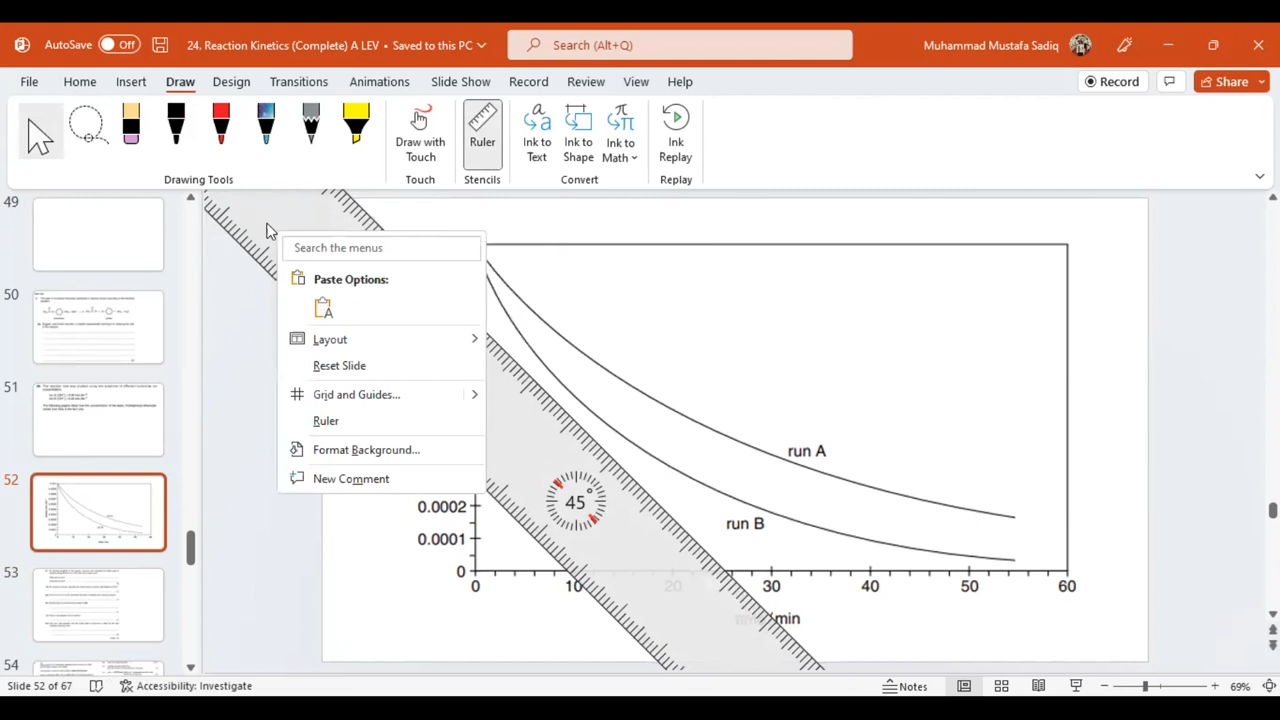 AutoSave Off 24. Reaction Kinetics (Complete) A LEV • Saved to this PC Search (Alt+Q) Muhammad Mustafa Sadiq
File Home Insert Draw Design Transitions Animations Slide Show Record Review View Help Record Share
Draw with Touch
Ruler
Ink to Text
Ink to Shape
Ink to Math
Ink Replay
Drawing Tools Touch Stencils Convert Replay
49
50
51
52
53
54
Search the menus
Paste Options:
Layout
Reset Slide
Grid and Guides...
Ruler
Format Background...
New Comment
run A
run B
45°
0.0002
0.0001
0
0 10 20 30 40 50 60
/min
Slide 52 of 67 Accessibility: Investigate Notes 69%